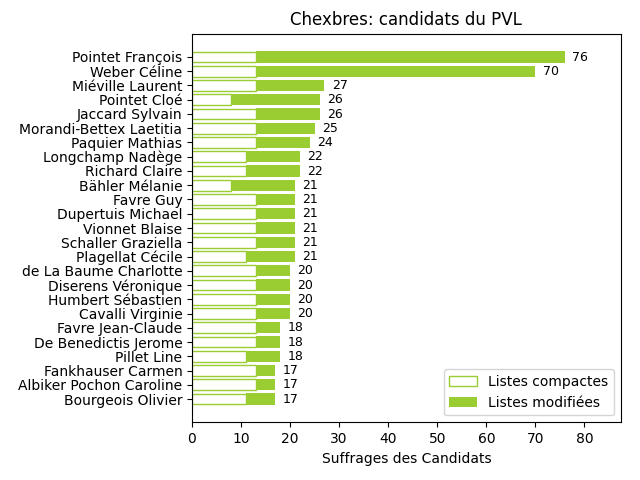 Chexbres: candidats du PVL
Pointet François 76
Weber Céline 70
Miéville Laurent 27
Pointet Cloé 26
Jaccard Sylvain 26
Morandi-Bettex Laetitia 25
Paquier Mathias 24
Longchamp Nadège 22
Richard Claire 22
Bähler Mélanie 21
Favre Guy 21
Dupertuis Michael 21
Vionnet Blaise 21
Schaller Graziella 21
Plagellat Cécile 21
de La Baume Charlotte 20
Diserens Véronique 20
Humbert Sébastien 20
Cavalli Virginie 20
Favre Jean-Claude 18
De Benedictis Jerome 18
Pillet Line 18
Fankhauser Carmen 17
Albiker Pochon Caroline 17
Bourgeois Olivier 17
Listes compactes
Listes modifiées
0 10 20 30 40 50 60 70 80
Suffrages des Candidats